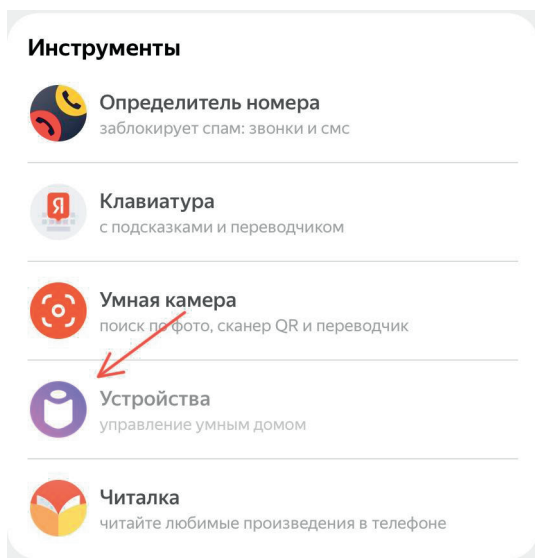 Инструменты
Определитель номера
заблокирует спам: звонки и смс
Я
Клавиатура
с подсказками и переводчиком
Умная камера
поиск по фото, сканер QR и переводчик
Устройства
управление умным домом
Читалка
читайте любимые произведения в телефоне